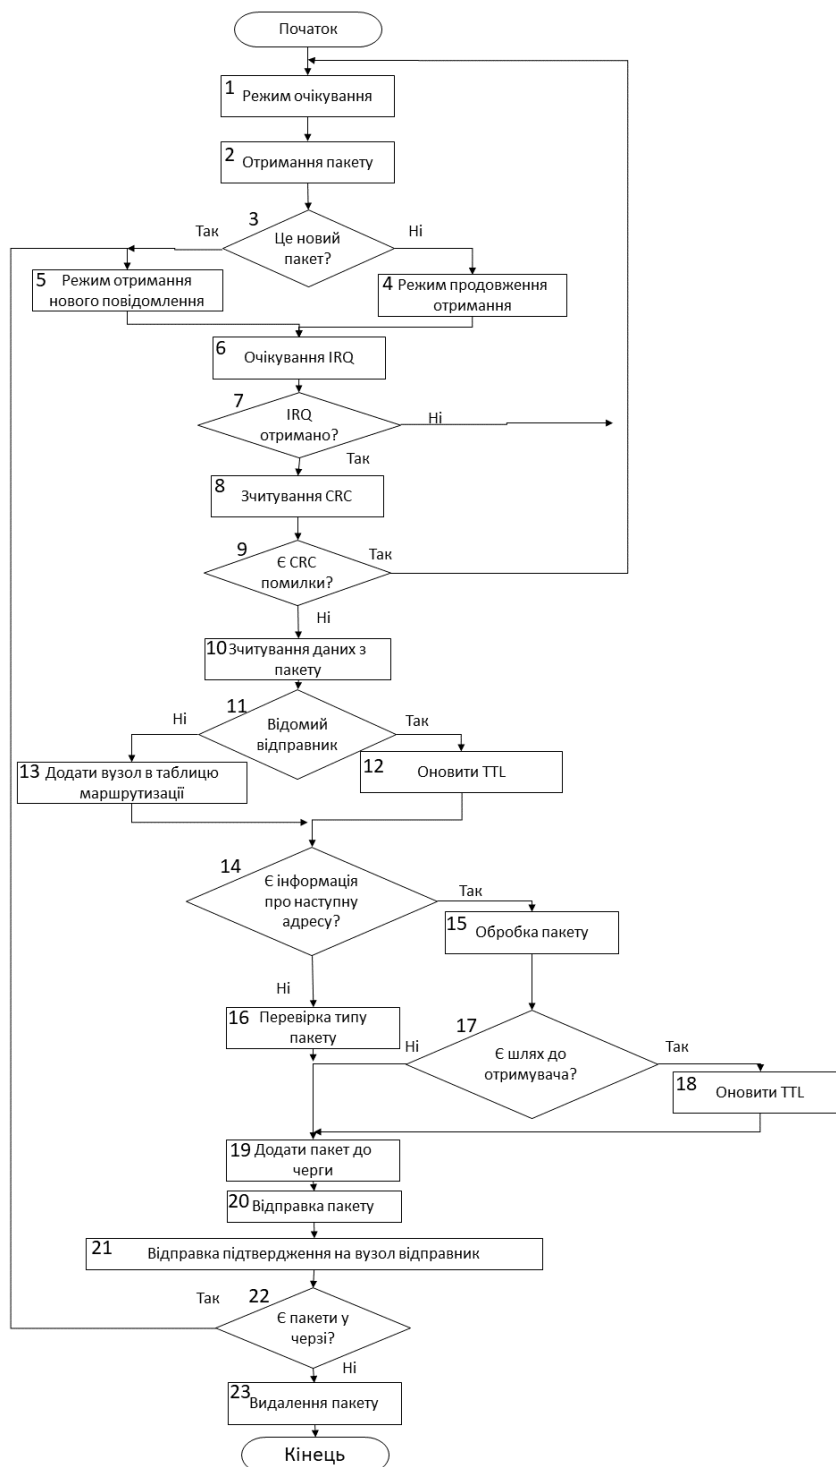 Початок
1
Режим очікування
2
Отримання пакету
3
Так
Ні
Це новий
пакет?
5
Режим отримання
нового повідомлення
4
Режим продовження
отримання
6
Очікування IRQ
7
IRQ
отримано?
Ні
Так
8
Зчитування CRC
9
Є CRC
помилки?
Так
Ні
10
Зчитування даних з
пакету
11
Ні
Так
Відомий
відправник
13
Додати вузол в таблицю
маршрутизації
12
Оновити TTL
14
Є інформація
про наступну
адресу?
Так
15
Обробка пакету
Ні
16
Перевірка типу
пакету
17
Ні
Так
Є шлях до
отримувача?
18
Оновити TTL
19
Додати пакет до
черги
20
Відправка пакету
21
Відправка підтвердження на вузол відправник
22
Так
Є пакети у
черзі?
Ні
23
Видалення пакету
Кінець